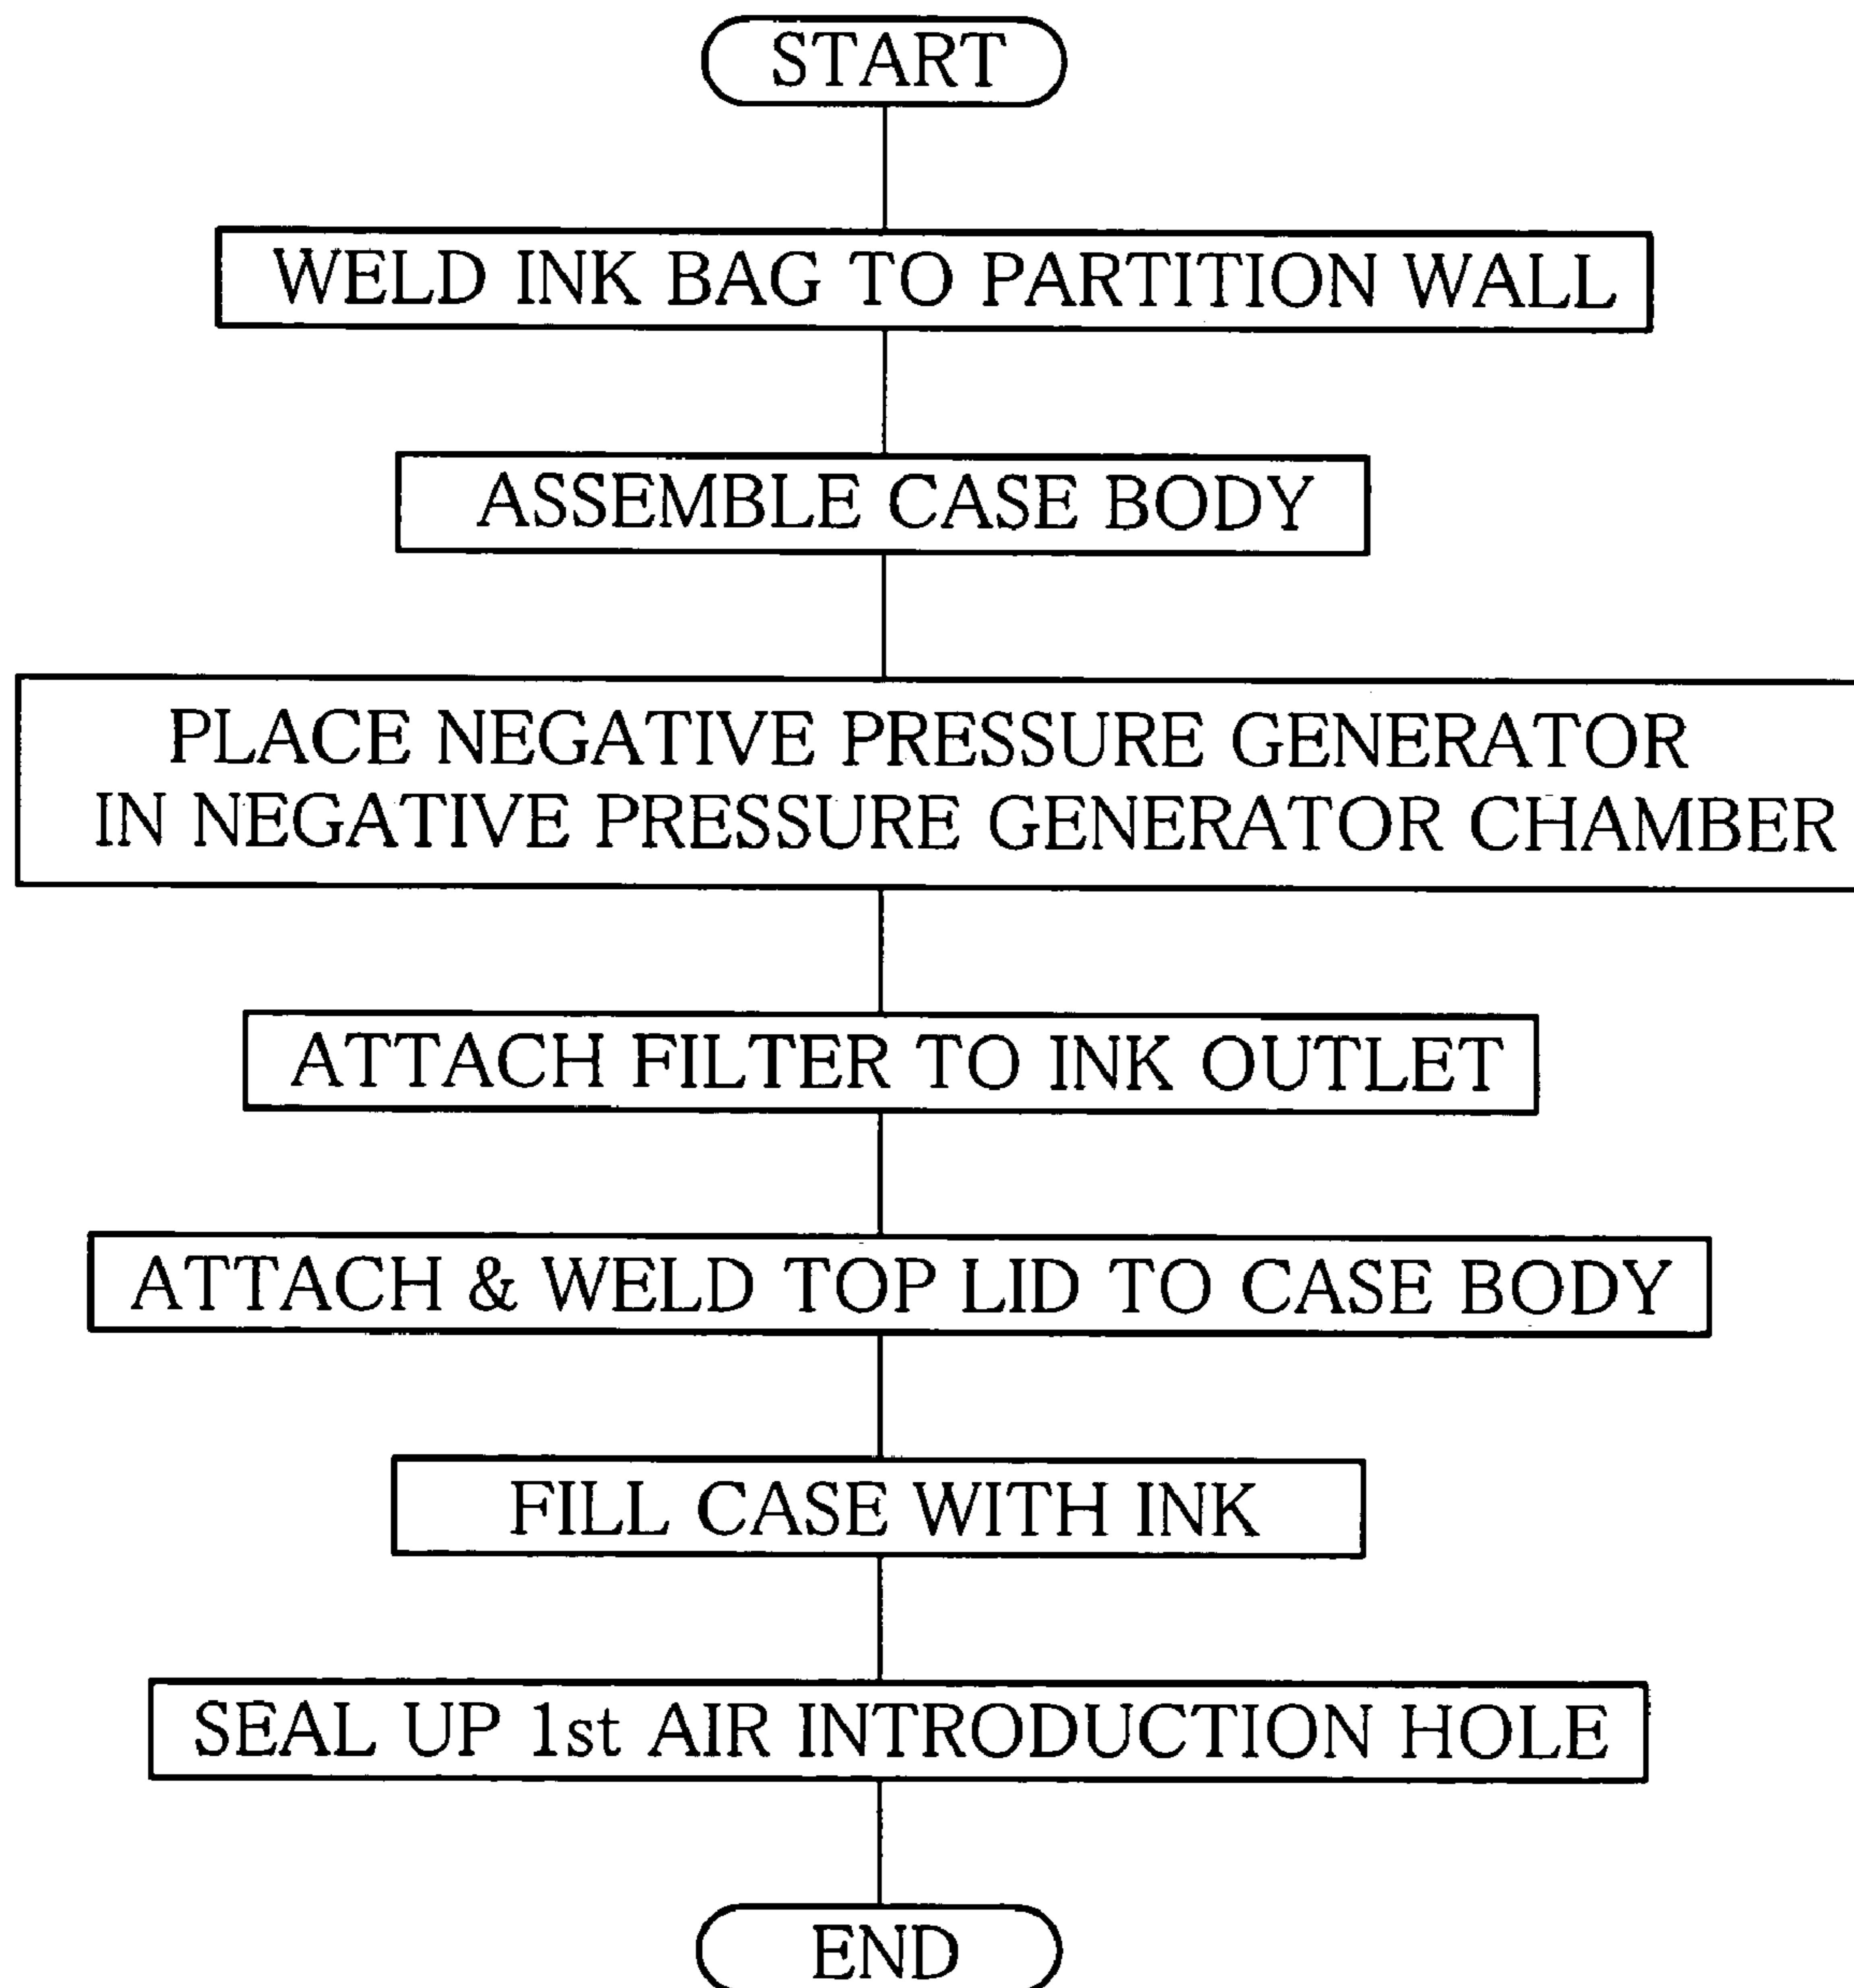 START
WELD INK BAG TO PARTITION WALL
ASSEMBLE CASE BODY
PLACE NEGATIVE PRESSURE GENERATOR
IN NEGATIVE PRESSURE GENERATOR CHAMBER
ATTACH FILTER TO INK OUTLET
ATTACH & WELD TOP LID TO CASE BODY
FILL CASE WITH INK
SEAL UP 1st AIR INTRODUCTION HOLE
END